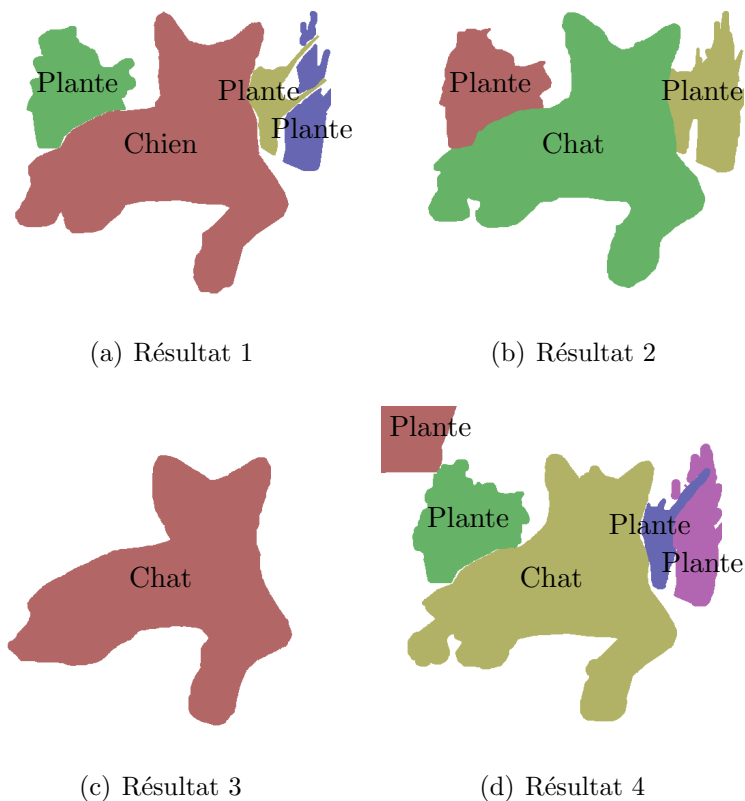 Plante
Plante
Plante
Chien
(a) Résultat 1
Plante
Plante
Chat
(b) Résultat 2
Chat
(c) Résultat 3
Plante
Plante
Plante
Plante
Chat
(d) Résultat 4